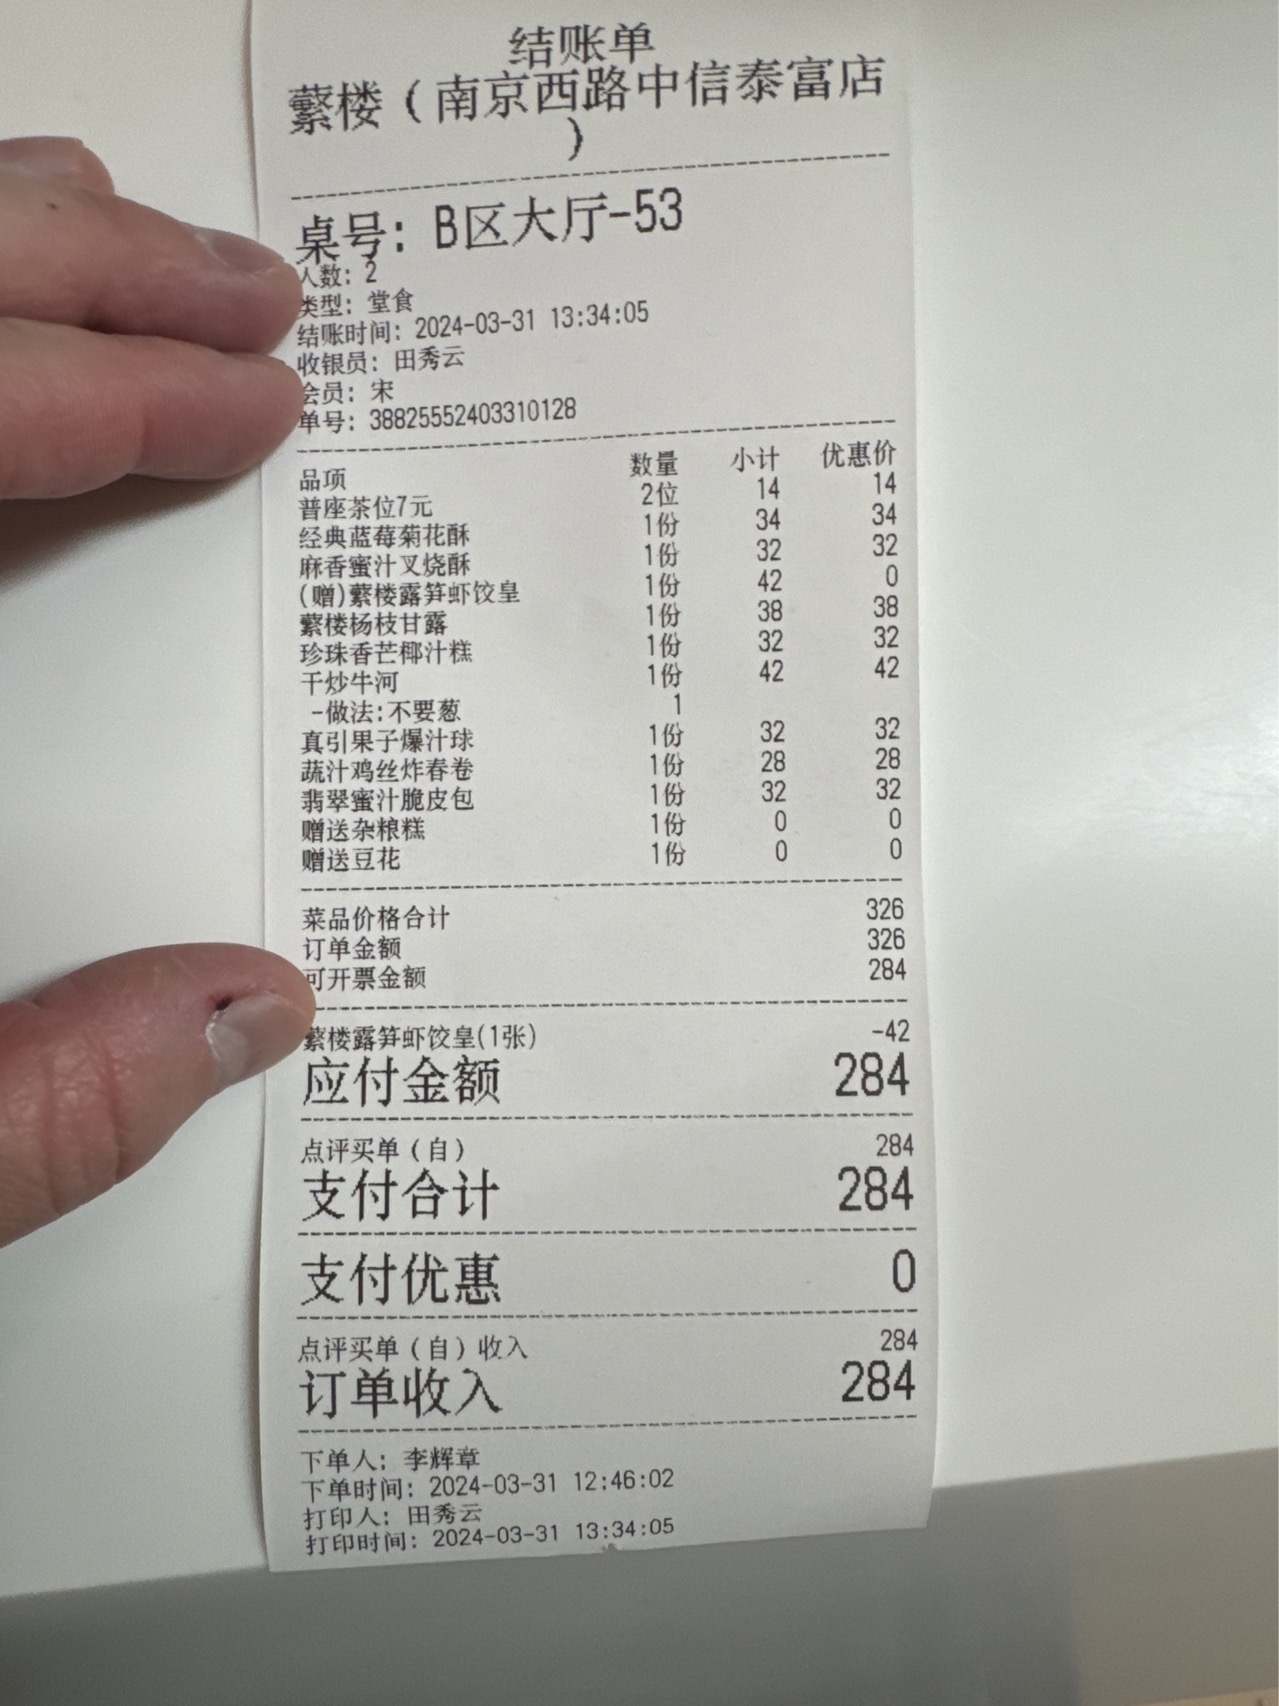 结账单
蘩楼（南京西路中信泰富店
）
桌号: B区大厅-53
人数: 2
类型: 堂食
结账时间: 2024-03-31 13:34:05
收银员: 田秀云
会员: 宋
单号: 38825552403310128
品项 数量 小计 优惠价
普座茶位7元 2位 14 14
经典蓝莓菊花酥 1份 34 34
麻香蜜汁叉烧酥 1份 32 32
(赠)蘩楼露笋虾饺皇 1份 42 0
蘩楼杨枝甘露 1份 38 38
珍珠香芒椰汁糕 1份 32 32
干炒牛河 1份 42 42
-做法:不要葱 1
真引果子爆汁球 1份 32 32
蔬汁鸡丝炸春卷 1份 28 28
翡翠蜜汁脆皮包 1份 32 32
赠送杂粮糕 1份 0 0
赠送豆花 1份 0 0
菜品价格合计 326
订单金额 326
可开票金额 284
蘩楼露笋虾饺皇(1张) -42
应付金额 284
点评买单（自） 284
支付合计 284
支付优惠 0
点评买单（自）收入 284
订单收入 284
下单人: 李辉章
下单时间: 2024-03-31 12:46:02
打印人: 田秀云
打印时间: 2024-03-31 13:34:05